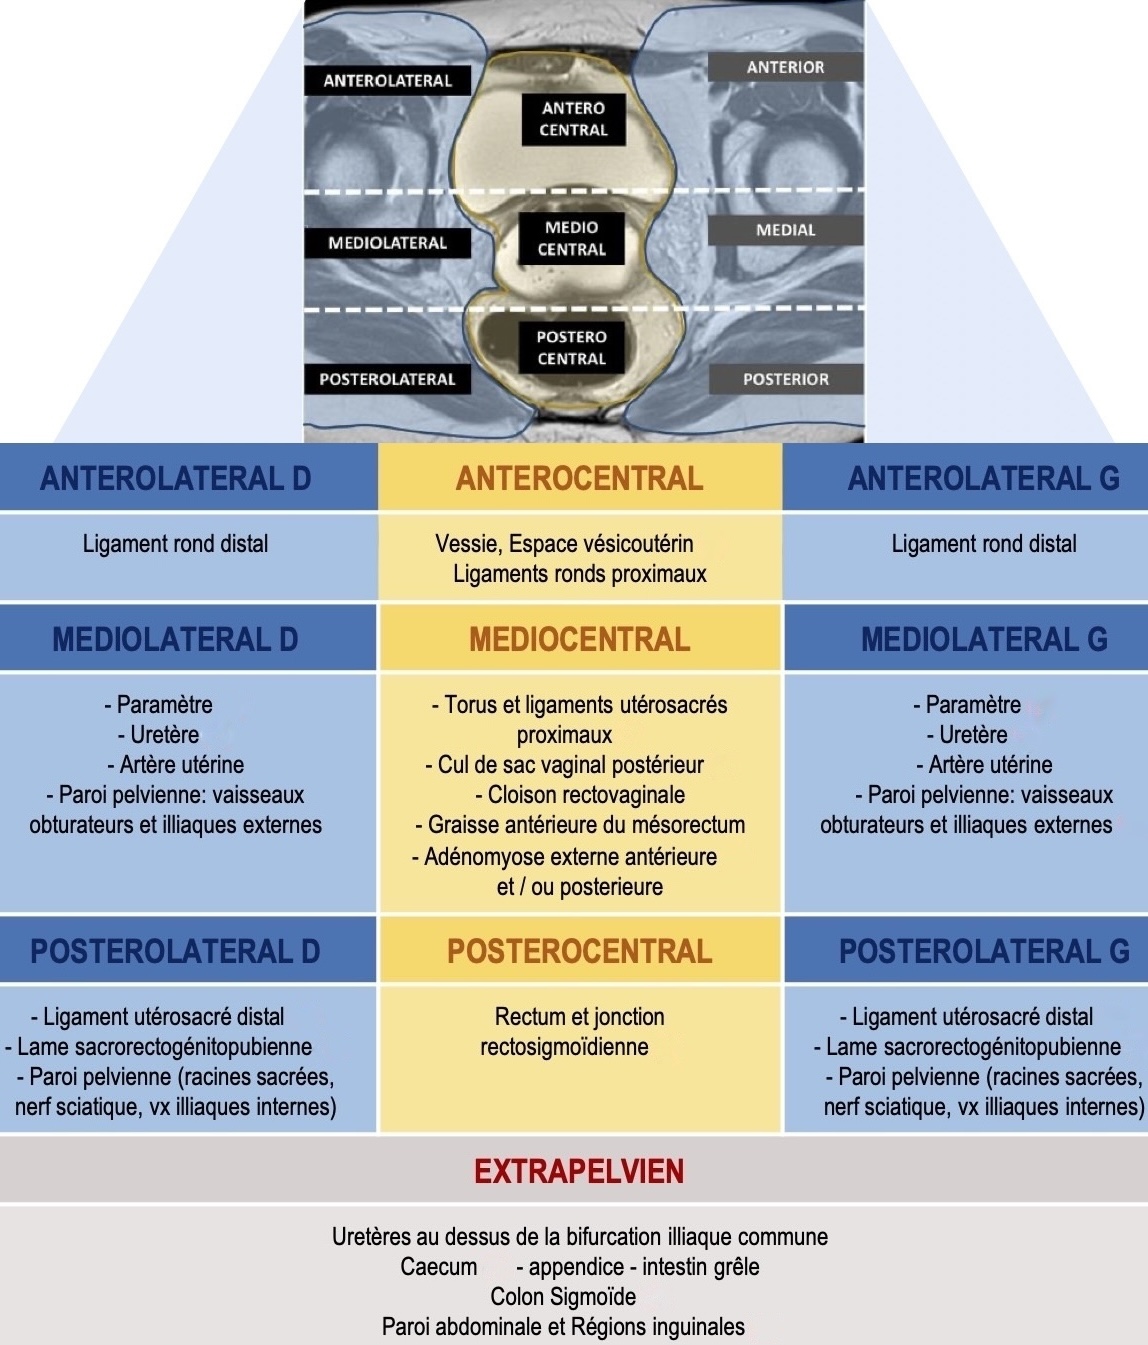 ANTEROLATERAL
ANTERO
CENTRAL
ANTERIOR
MEDIOLATERAL
MEDIO
CENTRAL
MEDIAL
POSTEROLATERAL
POSTERO
CENTRAL
POSTERIOR
ANTEROLATERAL D
ANTEROCENTRAL
ANTEROLATERAL G
Ligament rond distal
Vessie, Espace vésicoutérin
Ligaments ronds proximaux
Ligament rond distal
MEDIOLATERAL D
MEDIOCENTRAL
MEDIOLATERAL G
- Paramètre
- Uretère
- Artère utérine
- Paroi pelvienne: vaisseaux
obturateurs et illiaques externes
- Torus et ligaments utérosacrés
proximaux
- Cul de sac vaginal postérieur
- Cloison rectovaginale
- Graisse antérieure du mésorectum
- Adénomyose externe antérieure
et / ou posterieure
- Paramètre
- Uretère
- Artère utérine
- Paroi pelvienne: vaisseaux
obturateurs et illiaques externes
POSTEROLATERAL D
POSTEROCENTRAL
POSTEROLATERAL G
- Ligament utérosacré distal
- Lame sacrorectogénitopubienne
- Paroi pelvienne (racines sacrées,
nerf sciatique, vx illiaques internes)
Rectum et jonction
rectosigmoïdienne
- Ligament utérosacré distal
- Lame sacrorectogénitopubienne
- Paroi pelvienne (racines sacrées,
nerf sciatique, vx illiaques internes)
EXTRAPELVIEN
Uretères au dessus de la bifurcation illiaque commune
Caecum - appendice - intestin grêle
Colon Sigmoïde
Paroi abdominale et Régions inguinales